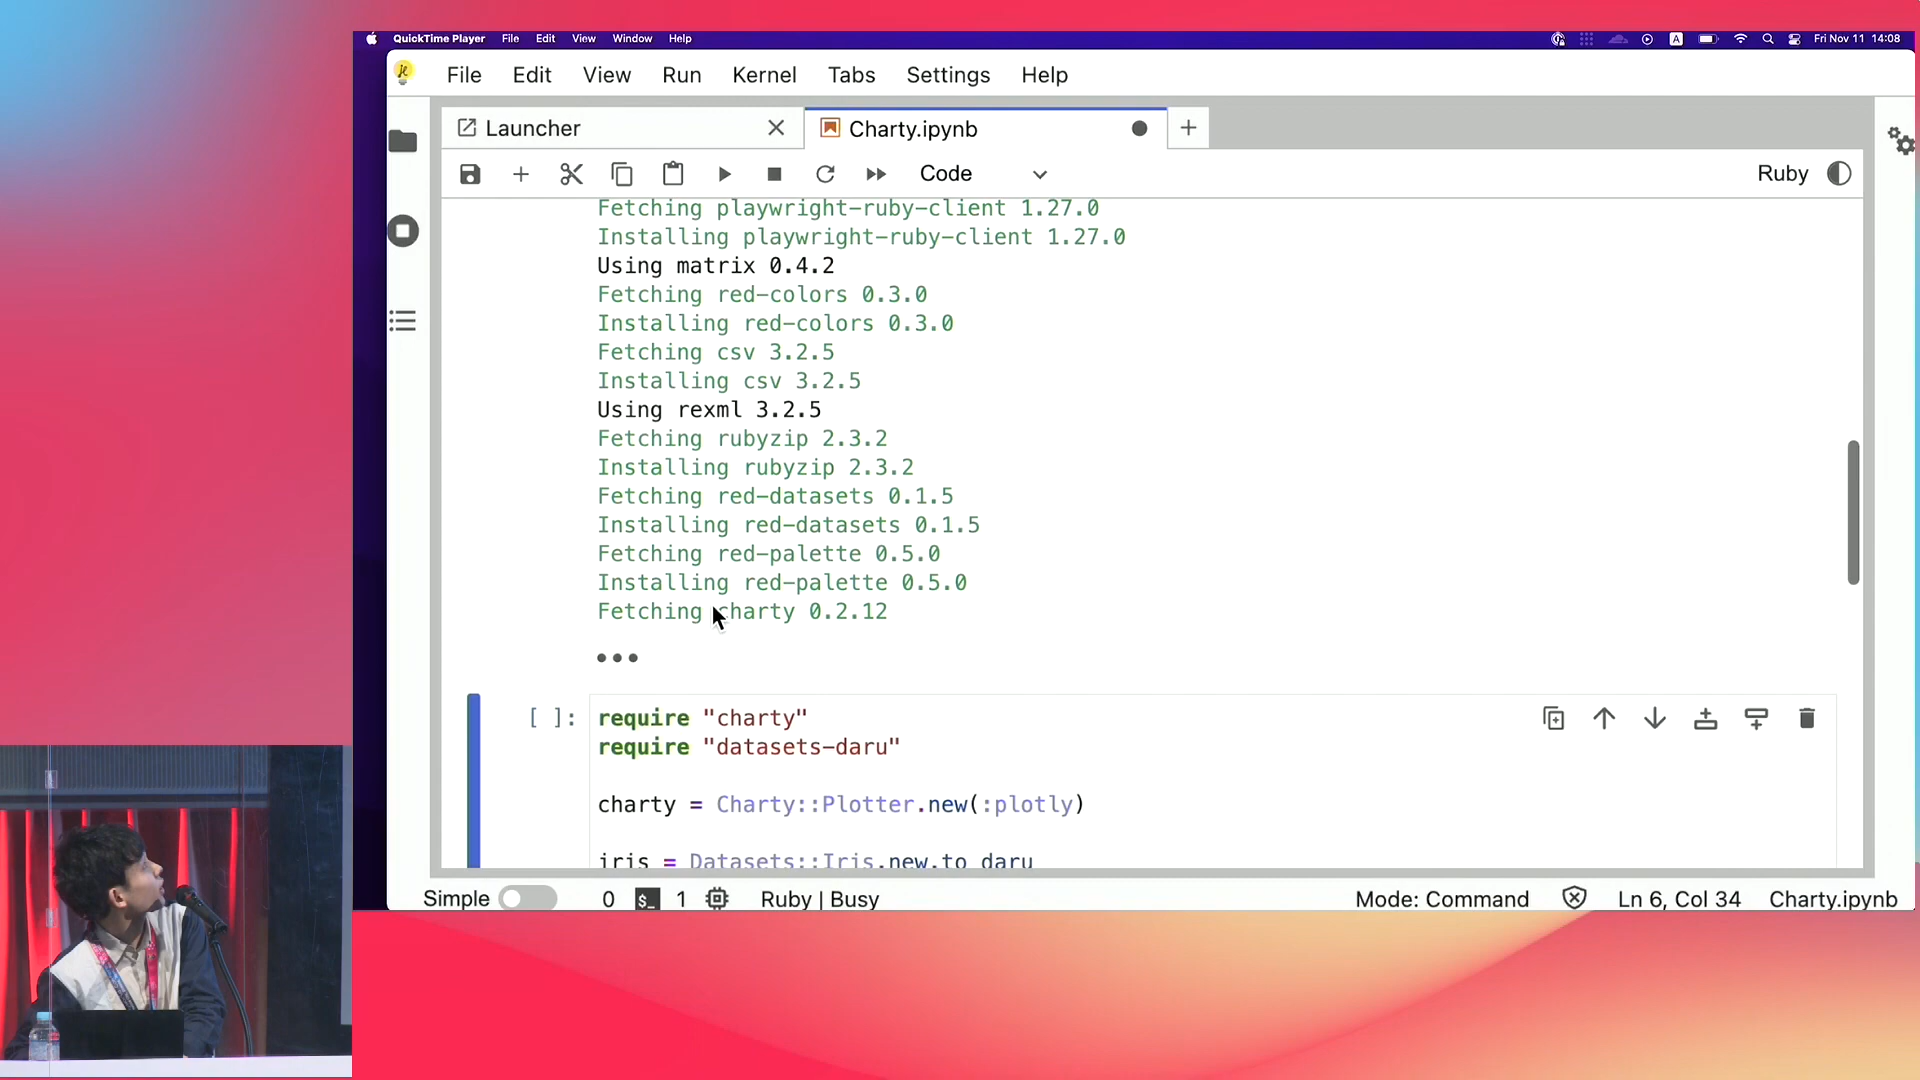 QuickTime Player File Edit View Window Help
A Fri Nov 11 14:08
File Edit View Run Kernel Tabs Settings Help
Launcher Charty.ipynb
Code Ruby
Fetching playwright-ruby-client 1.27.0
Installing playwright-ruby-client 1.27.0
Using matrix 0.4.2
Fetching red-colors 0.3.0
Installing red-colors 0.3.0
Fetching csv 3.2.5
Installing csv 3.2.5
Using rexml 3.2.5
Fetching rubyzip 2.3.2
Installing rubyzip 2.3.2
Fetching red-datasets 0.1.5
Installing red-datasets 0.1.5
Fetching red-palette 0.5.0
Installing red-palette 0.5.0
Fetching charty 0.2.12
[ ]: require "charty"
require "datasets-daru"
charty = Charty::Plotter.new(:plotly)
iris = Datasets::Iris.new.to_daru
Simple 0 $_ 1 Ruby | Busy Mode: Command Ln 6, Col 34 Charty.ipynb